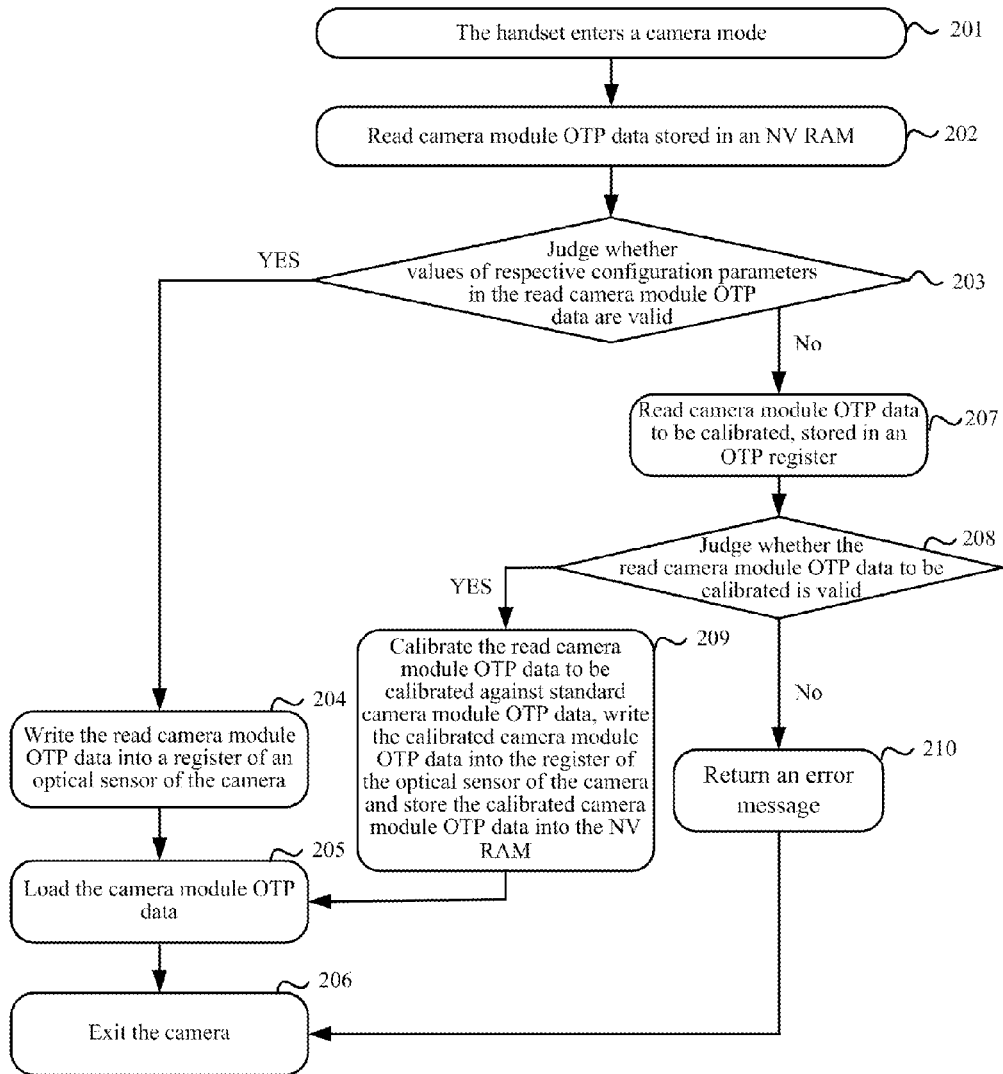 The handset enters a camera mode
201
Read camera module OTP data stored in an NV RAM
202
Judge whether
values of respective configuration parameters
in the read camera module OTP
data are valid
203
YES
No
Read camera module OTP data
to be calibrated, stored in an
OTP register
207
Judge whether the
read camera module OTP data to be
calibrated is valid
208
YES
No
Calibrate the read camera
module OTP data to be
calibrated against standard
camera module OTP data, write
the calibrated camera module
OTP data into the register of
the optical sensor of the camera
and store the calibrated camera
module OTP data into the NV
RAM
209
Write the read camera module
OTP data into a register of an
optical sensor of the camera
204
Return an error
message
210
Load the camera module OTP
data
205
Exit the camera
206